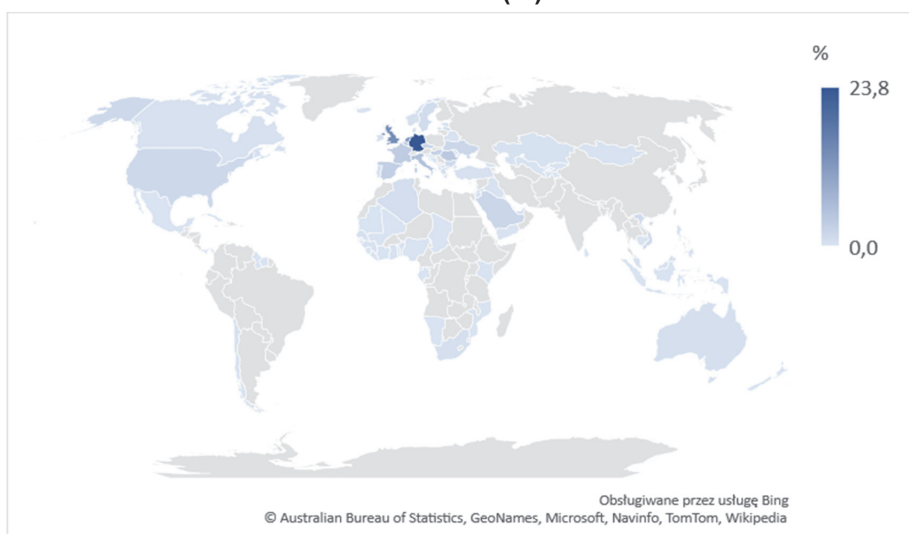 %
23,8
0,0
Obsługiwane przez usługę Bing
© Australian Bureau of Statistics, GeoNames, Microsoft, Navinfo, TomTom, Wikipedia